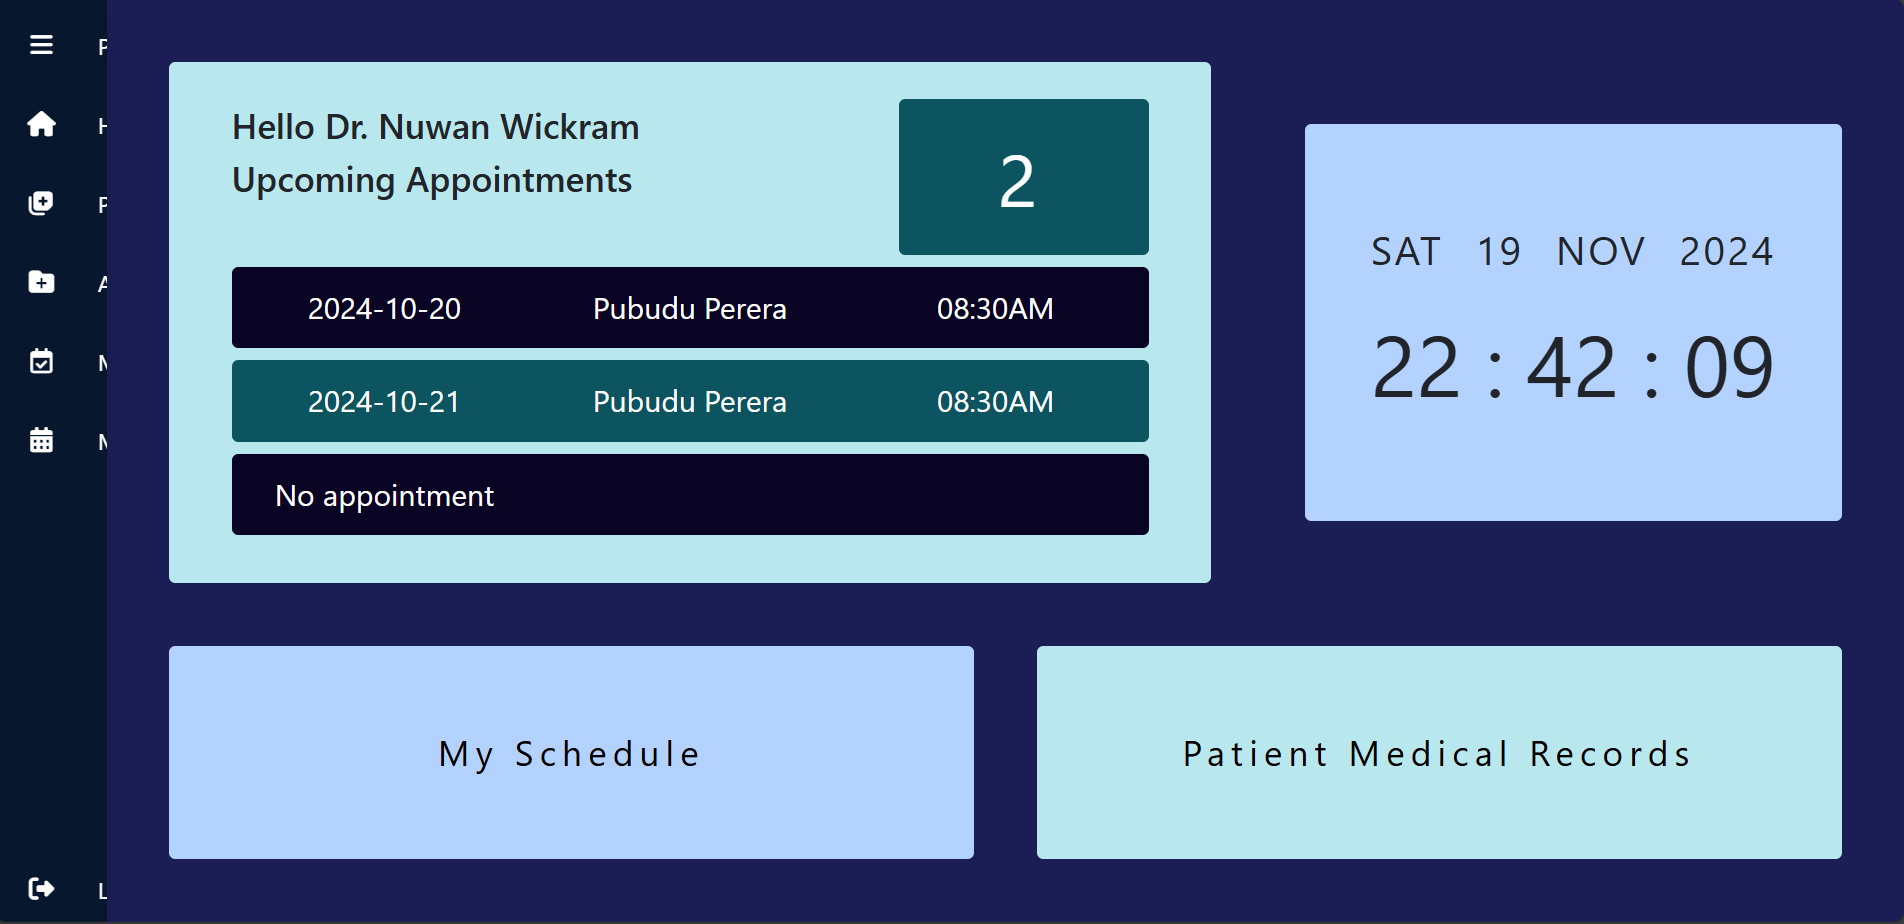 Hello Dr. Nuwan Wickram
Upcoming Appointments
2
2024-10-20 Pubudu Perera 08:30AM
2024-10-21 Pubudu Perera 08:30AM
No appointment
SAT 19 NOV 2024
22 : 42 : 09
My Schedule
Patient Medical Records